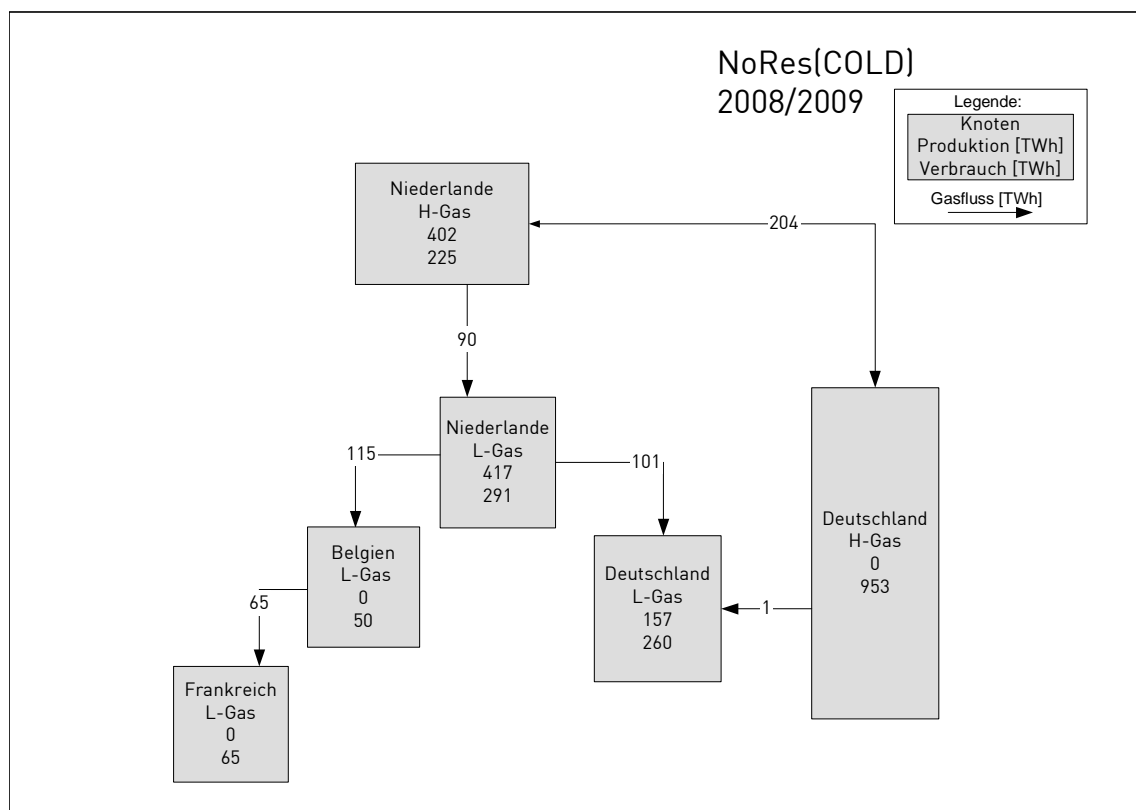 NoRes(COLD)
2008/2009
Legende:
Knoten
Produktion [TWh]
Verbrauch [TWh]
Gasfluss [TWh]
Niederlande
H-Gas
402
225
204
90
Niederlande
L-Gas
417
291
115
101
Belgien
L-Gas
0
50
65
Deutschland
L-Gas
157
260
1
Deutschland
H-Gas
0
953
Frankreich
L-Gas
0
65